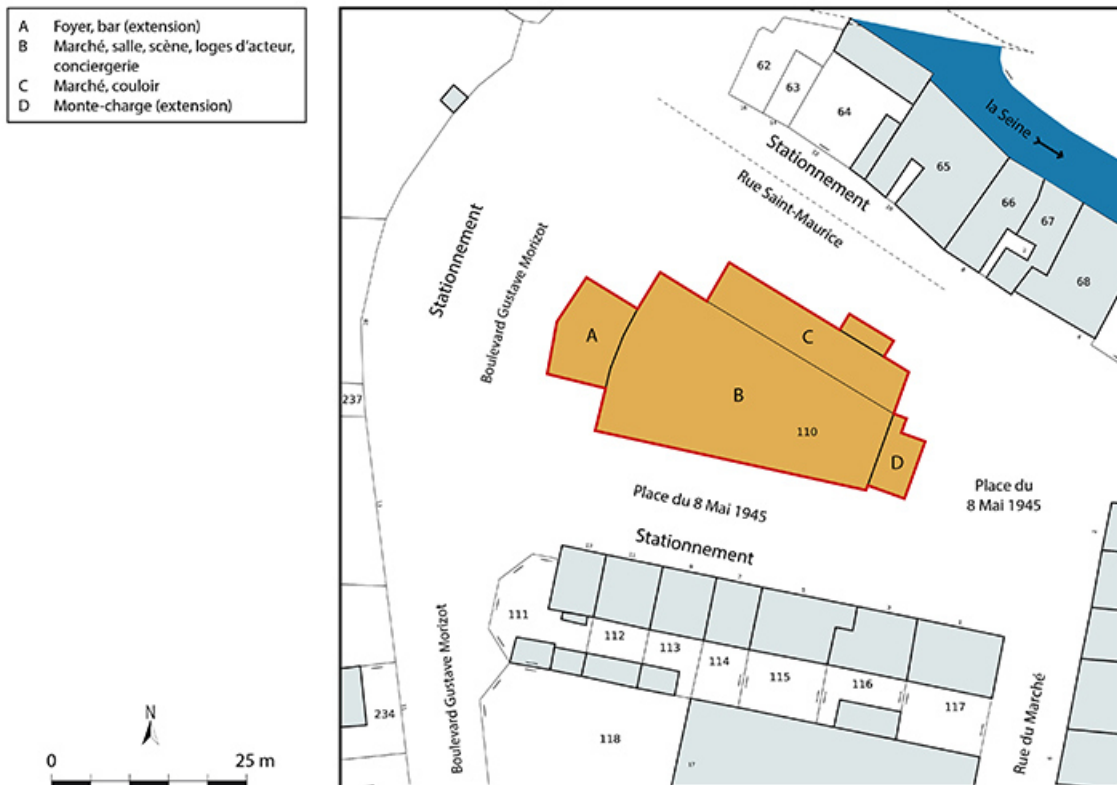 A Foyer, bar (extension)
B Marché, salle, scène, loges d'acteur,
conciergerie
C Marché, couloir
D Monte-charge (extension)
N
0 25 m
62
63
64
65
66
67
68
la Seine
Stationnement
Rue Saint-Maurice
Stationnement
Boulevard Gustave Morizot
A
B
C
D
110
237
Place du
8 Mai 1945
Place du 8 Mai 1945
Stationnement
111
112
113
114
115
116
117
118
234
Boulevard Gustave Morizot
Rue du Marché